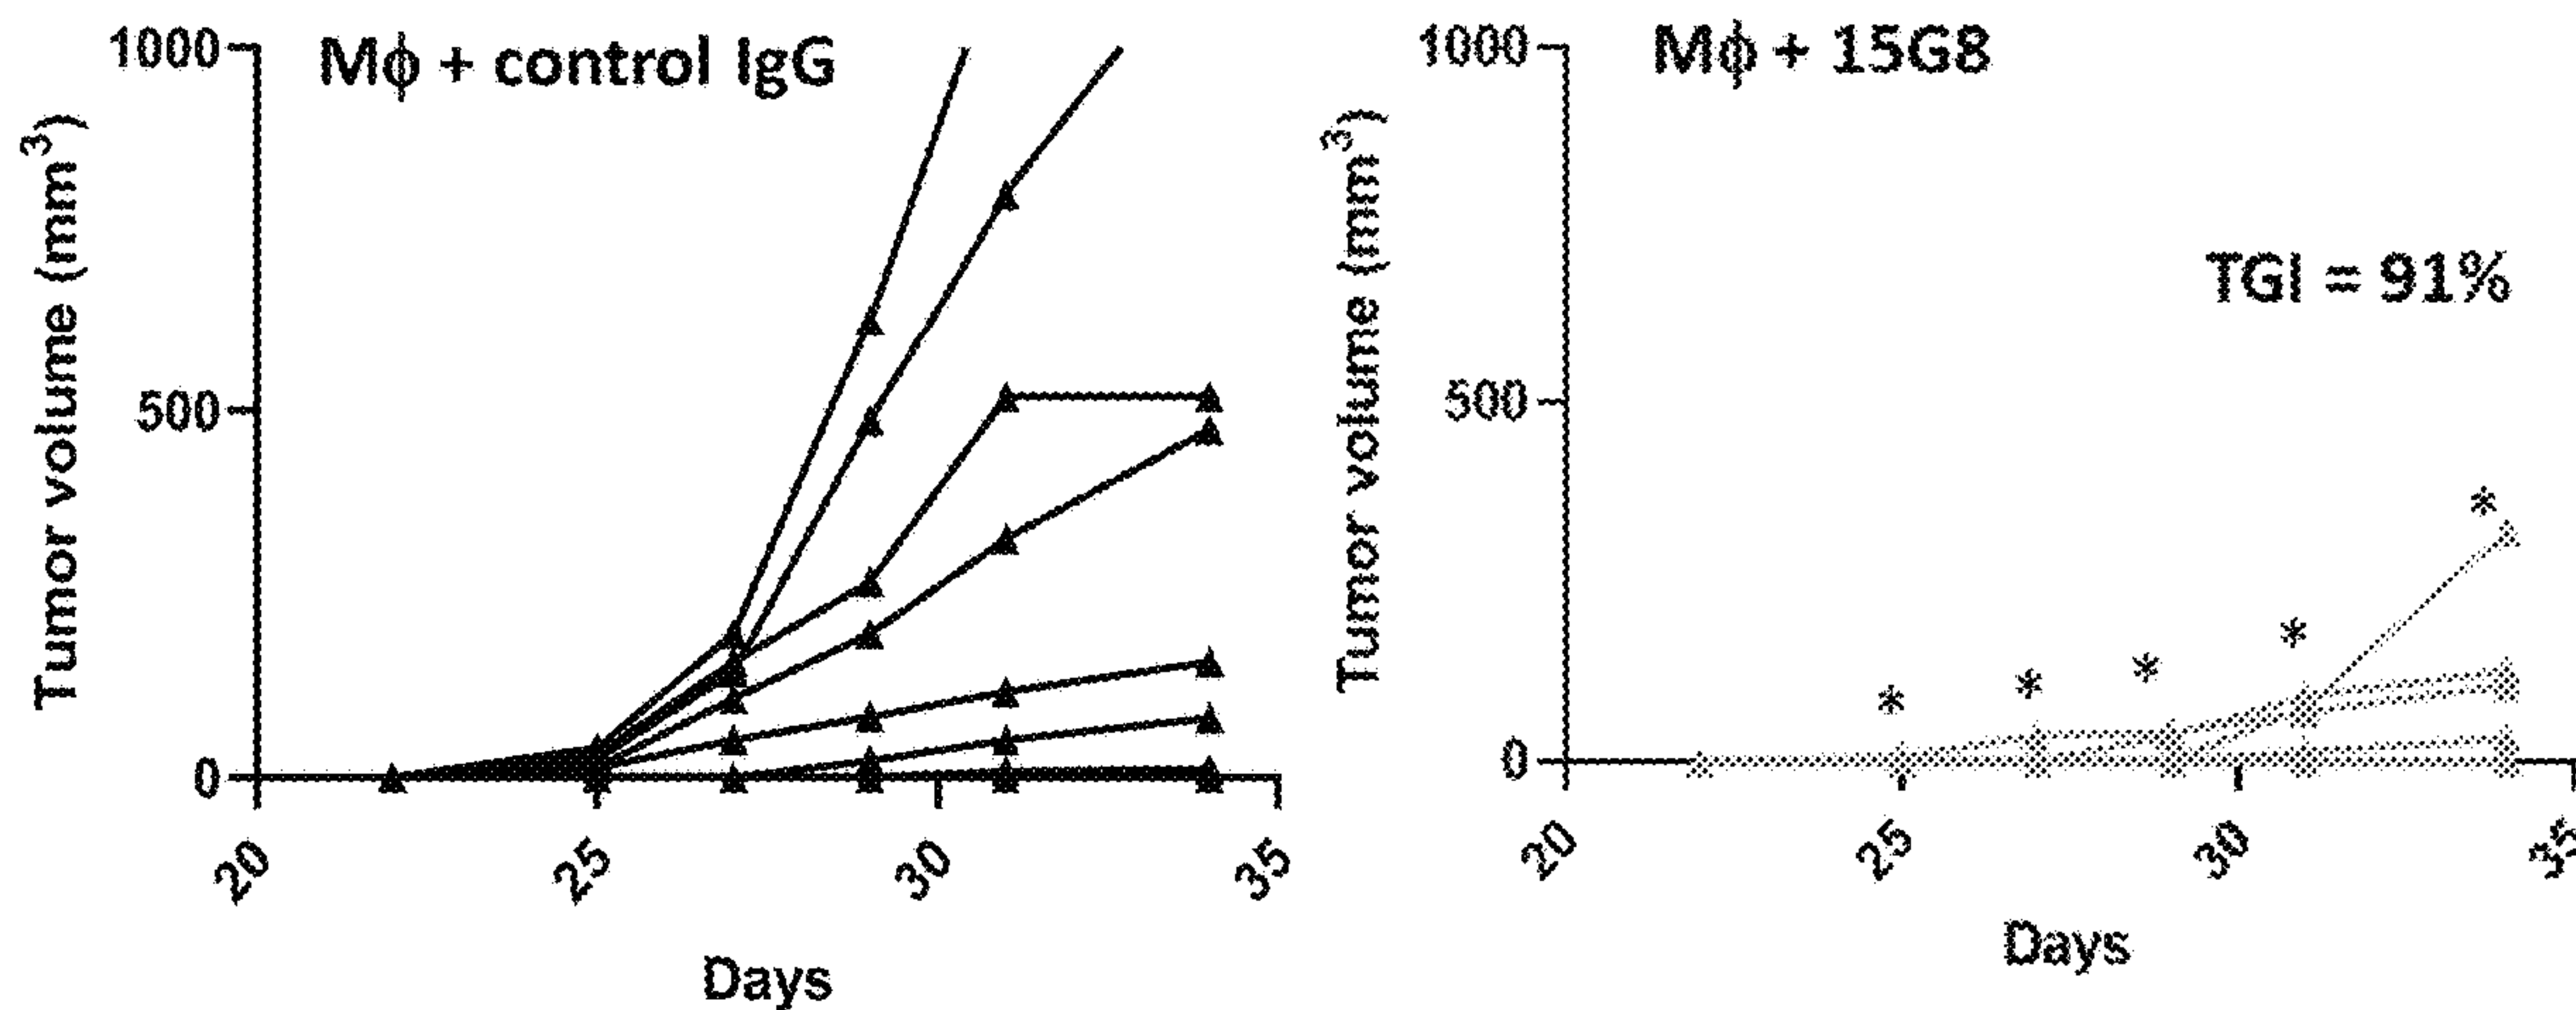 Mϕ + control IgG
Tumor volume (mm³)
1000
500
0
20
25
30
35
Days
Mϕ + 15G8
Tumor volume (mm³)
1000
500
0
TGI = 91%
*
*
*
*
*
20
25
30
35
Days